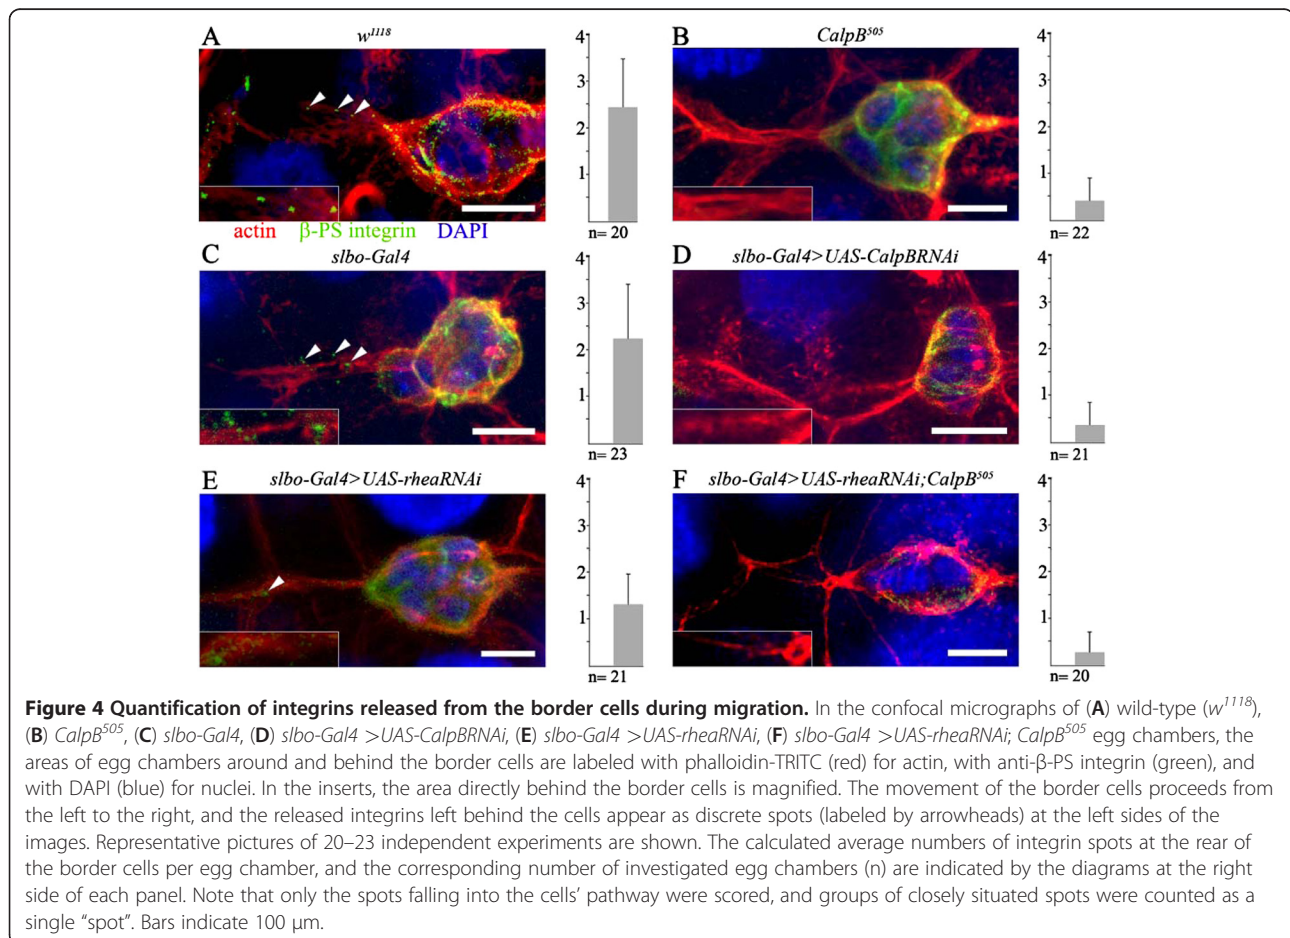 A w1118 4 3 2 1 n= 20
B CalpB505 4 3 2 1 n= 22
actin β-PS integrin DAPI
C slbo-Gal4 4 3 2 1 n= 23
D slbo-Gal4>UAS-CalpBRNAi 4 3 2 1 n= 21
E slbo-Gal4>UAS-rheaRNAi 4 3 2 1 n= 21
F slbo-Gal4>UAS-rheaRNAi;CalpB505 4 3 2 1 n= 20
Figure 4 Quantification of integrins released from the border cells during migration. In the confocal micrographs of (A) wild-type (w1118),
(B) CalpB505, (C) slbo-Gal4, (D) slbo-Gal4 >UAS-CalpBRNAi, (E) slbo-Gal4 >UAS-rheaRNAi, (F) slbo-Gal4 >UAS-rheaRNAi; CalpB505 egg chambers, the
areas of egg chambers around and behind the border cells are labeled with phalloidin-TRITC (red) for actin, with anti-β-PS integrin (green), and
with DAPI (blue) for nuclei. In the inserts, the area directly behind the border cells is magnified. The movement of the border cells proceeds from
the left to the right, and the released integrins left behind the cells appear as discrete spots (labeled by arrowheads) at the left sides of the
images. Representative pictures of 20–23 independent experiments are shown. The calculated average numbers of integrin spots at the rear of
the border cells per egg chamber, and the corresponding number of investigated egg chambers (n) are indicated by the diagrams at the right
side of each panel. Note that only the spots falling into the cells' pathway were scored, and groups of closely situated spots were counted as a
single "spot". Bars indicate 100 μm.